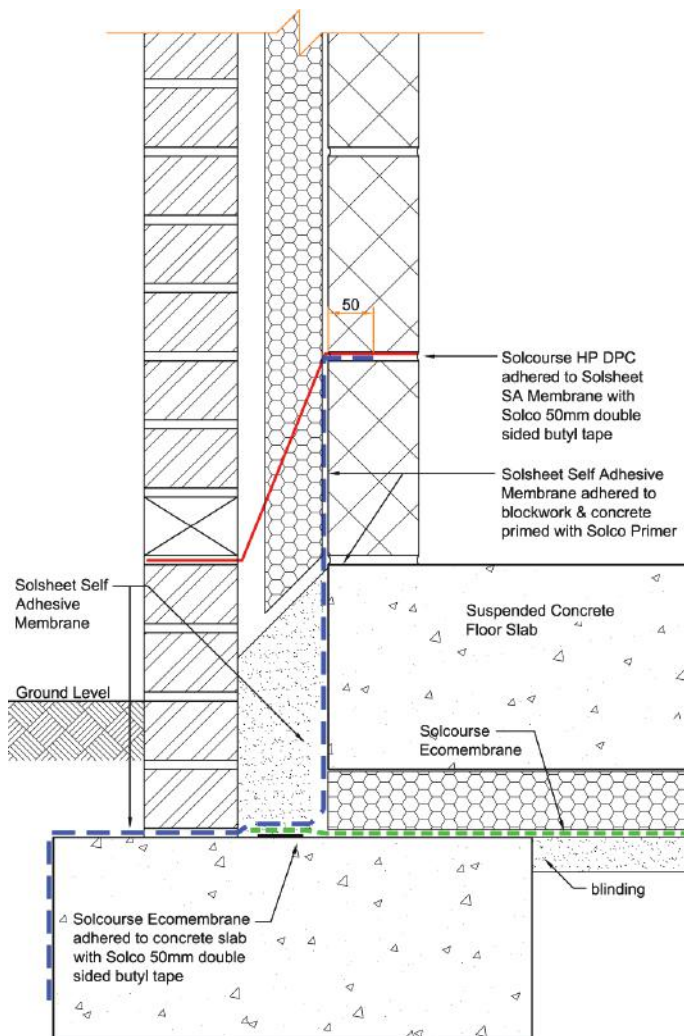 50
Solcourse HP DPC
adhered to Solsheet
SA Membrane with
Solco 50mm double
sided butyl tape
Solsheet Self Adhesive
Membrane adhered to
blockwork & concrete
primed with Solco Primer
Solsheet Self
Adhesive
Membrane
Suspended Concrete
Floor Slab
Ground Level
Solcourse
Ecomembrane
blinding
Solcourse Ecomembrane
adhered to concrete slab
with Solco 50mm double
sided butyl tape